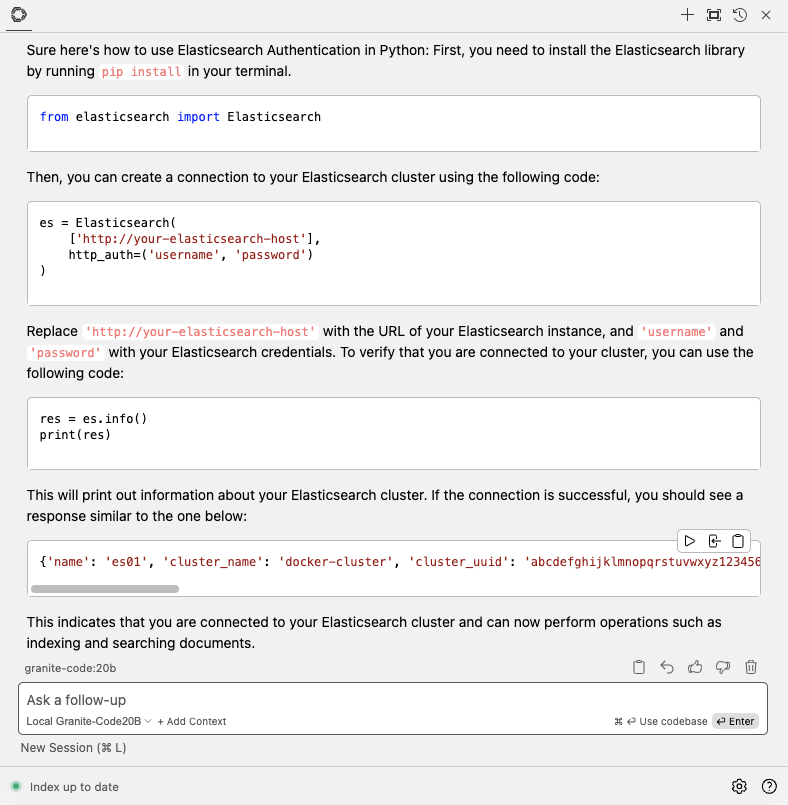 Sure here's how to use Elasticsearch Authentication in Python: First, you need to install the Elasticsearch library
by running pip install in your terminal.
from elasticsearch import Elasticsearch
Then, you can create a connection to your Elasticsearch cluster using the following code:
es = Elasticsearch(
    ['http://your-elasticsearch-host'],
    http_auth=('username', 'password')
)
Replace 'http://your-elasticsearch-host' with the URL of your Elasticsearch instance, and 'username' and
'password' with your Elasticsearch credentials. To verify that you are connected to your cluster, you can use the
following code:
res = es.info()
print(res)
This will print out information about your Elasticsearch cluster. If the connection is successful, you should see a
response similar to the one below:
{'name': 'es01', 'cluster_name': 'docker-cluster', 'cluster_uuid': 'abcdefghijklmnopqrstuvwxyz123456
This indicates that you are connected to your Elasticsearch cluster and can now perform operations such as
indexing and searching documents.
granite-code:20b
Ask a follow-up
Local Granite-Code20B + Add Context ⌘ ⏎ Use codebase ⏎ Enter
New Session (⌘ L)
Index up to date